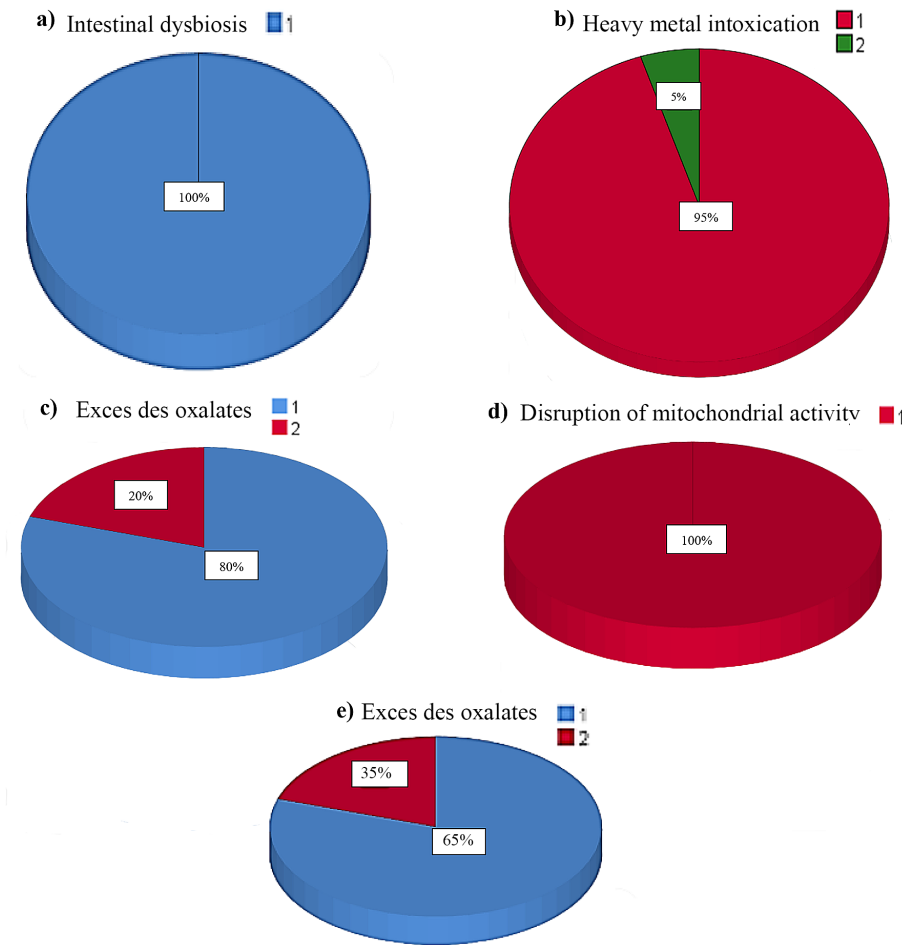 a) Intestinal dysbiosis 1
100%
b) Heavy metal intoxication 1
2
5%
95%
c) Exces des oxalates 1
2
20%
80%
d) Disruption of mitochondrial activity 1
100%
e) Exces des oxalates 1
2
35%
65%